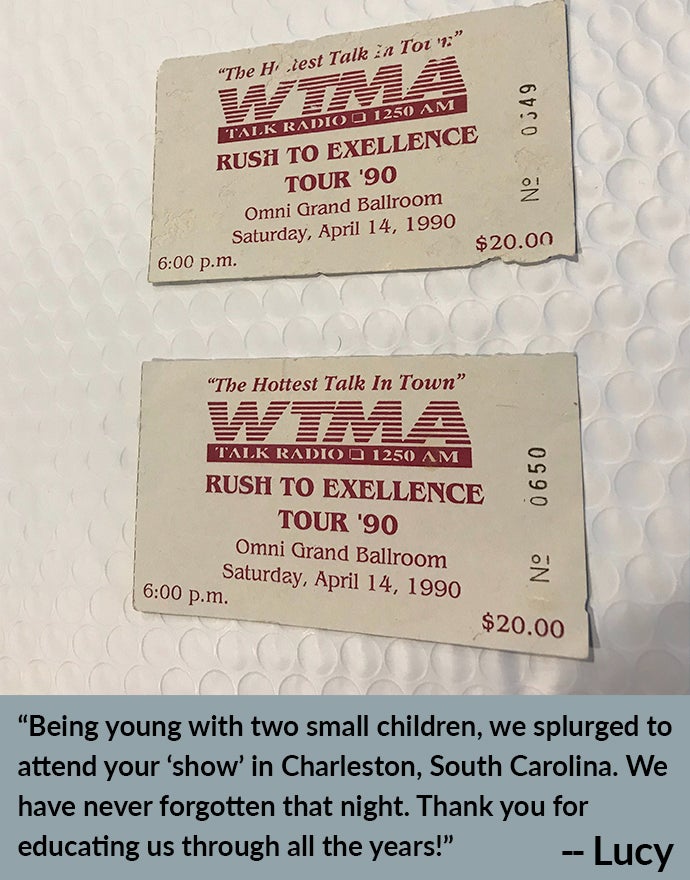 “The Hottest Talk In Town”
WTMA
TALK RADIO □ 1250 AM
RUSH TO EXELLENCE
TOUR '90
Omni Grand Ballroom
Saturday, April 14, 1990
6:00 p.m.
$20.00
Nº 0649
“The Hottest Talk In Town”
WTMA
TALK RADIO □ 1250 AM
RUSH TO EXELLENCE
TOUR '90
Omni Grand Ballroom
Saturday, April 14, 1990
6:00 p.m.
$20.00
Nº 0650
“Being young with two small children, we splurged to
attend your ‘show’ in Charleston, South Carolina. We
have never forgotten that night. Thank you for
educating us through all the years!”
-- Lucy